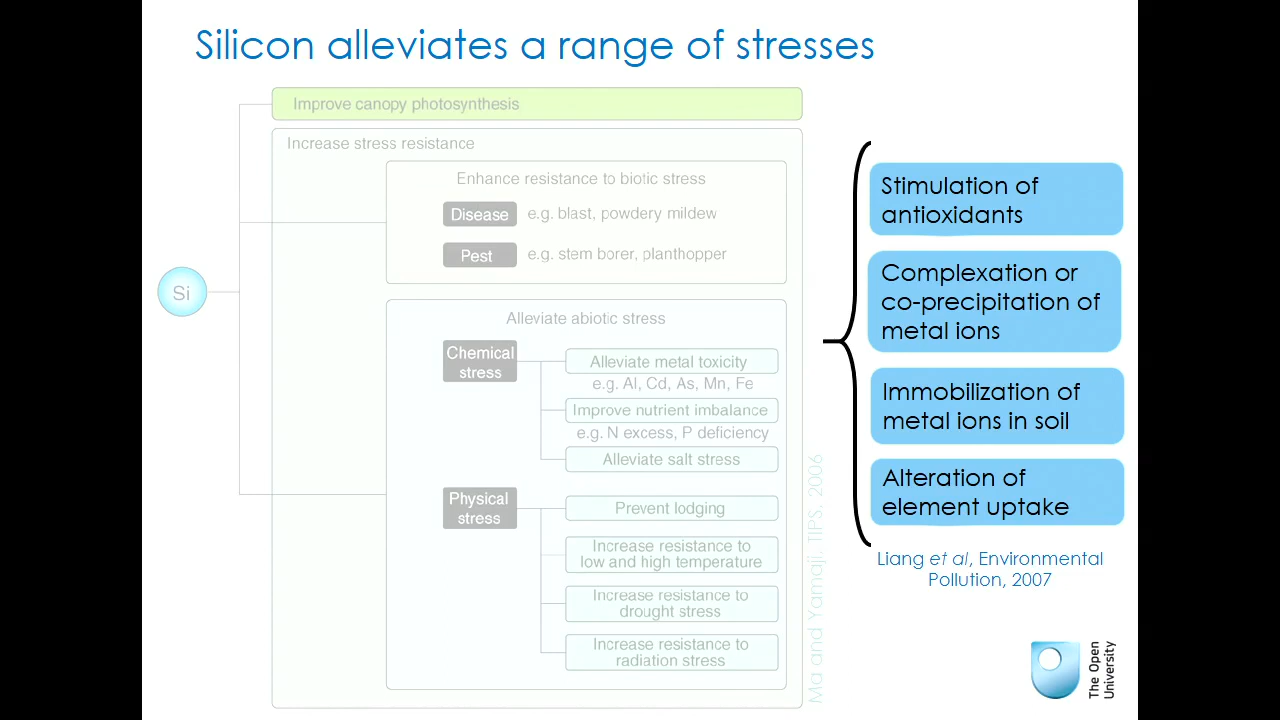 Silicon alleviates a range of stresses
Improve canopy photosynthesis
Increase stress resistance
Enhance resistance to biotic stress
Disease e.g. blast, powdery mildew
Pest e.g. stem borer, planthopper
Si
Alleviate abiotic stress
Chemical
stress
Alleviate metal toxicity
e.g. Al, Cd, As, Mn, Fe
Improve nutrient imbalance
e.g. N excess, P deficiency
Alleviate salt stress
Physical
stress
Prevent lodging
Increase resistance to
low and high temperature
Increase resistance to
drought stress
Increase resistance to
radiation stress
Ma and Yamaji, TIPS, 2006
Stimulation of
antioxidants
Complexation or
co-precipitation of
metal ions
Immobilization of
metal ions in soil
Alteration of
element uptake
Liang et al, Environmental
Pollution, 2007
The Open
University